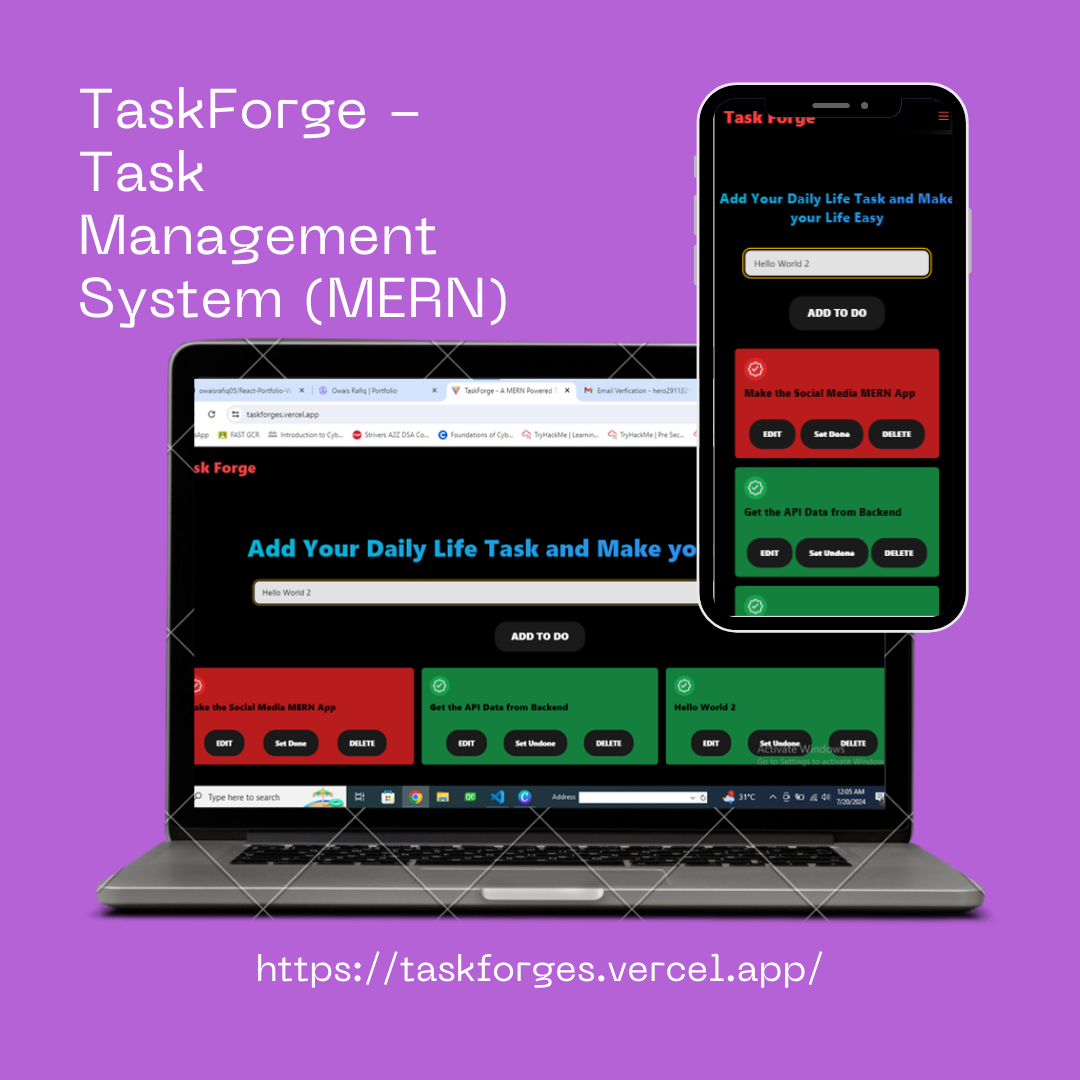 TaskForge –
Task
Management
System (MERN)
Task Forge
Add Your Daily Life Task and Make
your Life Easy
Hello World 2
ADD TO DO
Make the Social Media MERN App
EDIT Set Done DELETE
Get the API Data from Backend
EDIT Set Undone DELETE
owaisrafiq05/React-Portfolio-V Owais Rafiq | Portfolio TaskForge - A MERN Powered T Email Verfication - hero291132
taskforges.vercel.app
sApp FAST GCR Introduction to Cyb... Strivers A2Z DSA Co... Foundations of Cyb... TryHackMe | Learnin... TryHackMe | Pre Sec...
sk Forge
Add Your Daily Life Task and Make yo
Hello World 2
ADD TO DO
ake the Social Media MERN App Get the API Data from Backend Hello World 2
EDIT Set Done DELETE EDIT Set Undone DELETE EDIT Set Undone DELETE
Activate Windows
Go to Settings to activate Window
Type here to search Address 31°C 12:05 AM
7/20/2024
https://taskforges.vercel.app/